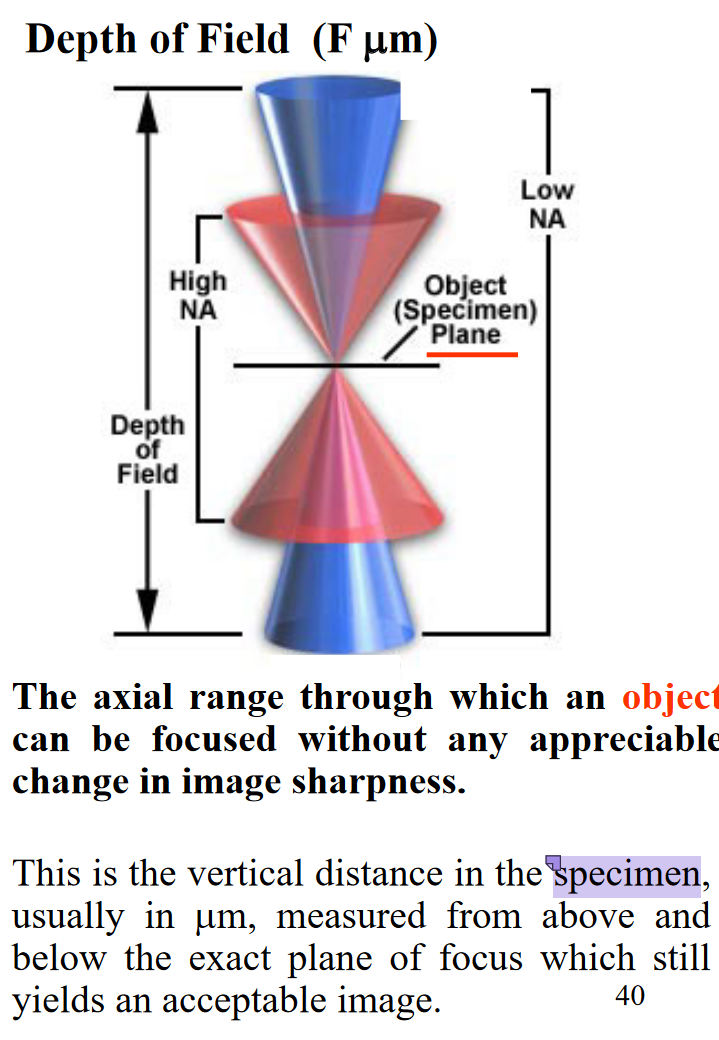 Depth of Field (F μm)
Low
NA
High
NA
Object
(Specimen)
Plane
Depth
of
Field
The axial range through which an object
can be focused without any appreciable
change in image sharpness.
This is the vertical distance in the specimen,
usually in μm, measured from above and
below the exact plane of focus which still
yields an acceptable image.
40